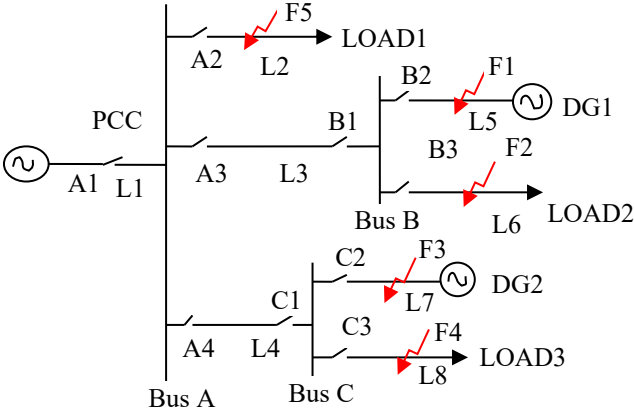 F5
A2
L2
LOAD1
PCC
A1
L1
A3
L3
B1
B2
F1
L5
DG1
B3
F2
Bus B
L6
LOAD2
C2
F3
L7
DG2
C1
A4
L4
C3
F4
L8
LOAD3
Bus A
Bus C